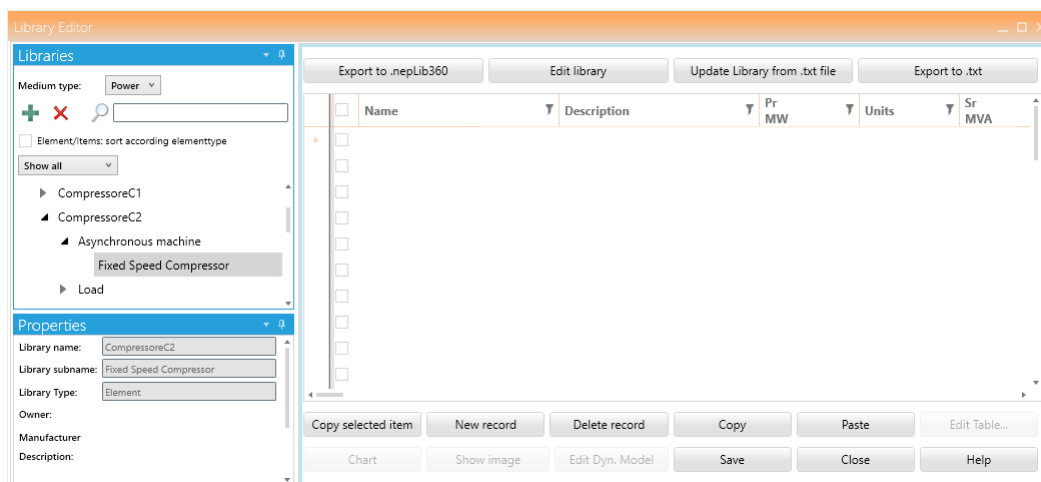 Library Editor
Libraries
Medium type: Power
Element/Items: sort according elementtype
Show all
CompressoreC1
CompressoreC2
Asynchronous machine
Fixed Speed Compressor
Load
Properties
Library name: CompressoreC2
Library subname: Fixed Speed Compressor
Library Type: Element
Owner:
Manufacturer
Description:
Export to .nepLib360 Edit library Update Library from .txt file Export to .txt
Name Description Pr MW Units Sr MVA
Copy selected item New record Delete record Copy Paste Edit Table...
Chart Show image Edit Dyn. Model Save Close Help